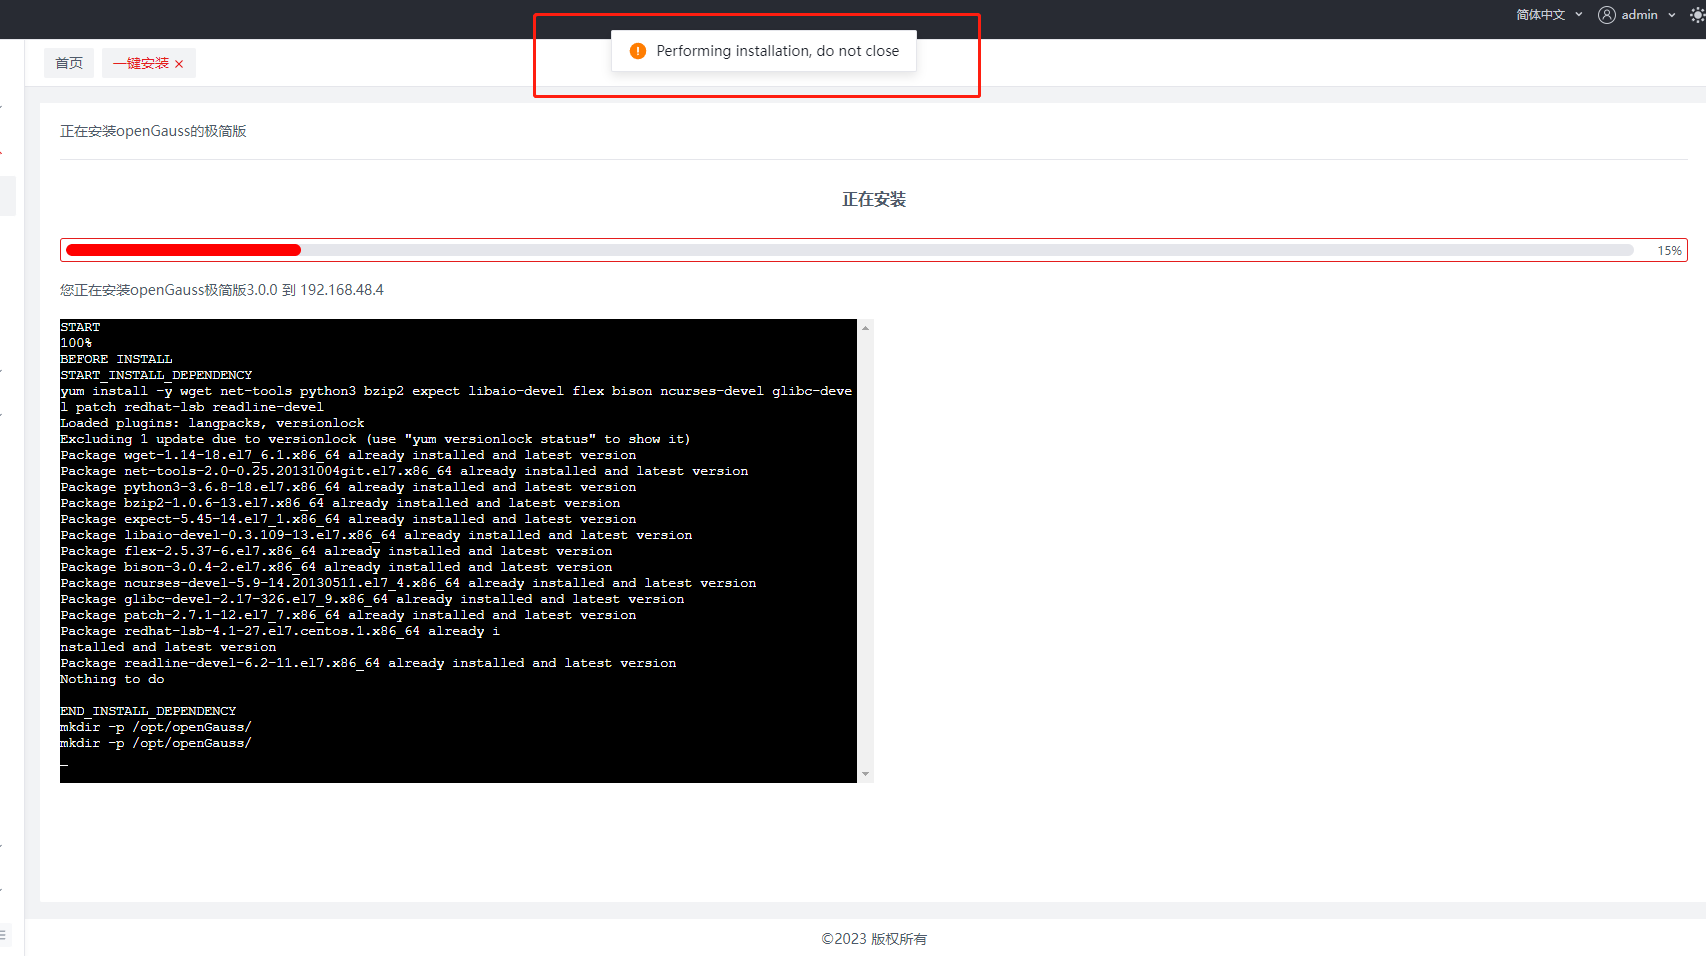 简体中文
admin
Performing installation, do not close
首页
一键安装
正在安装openGauss的极简版
正在安装
15%
您正在安装openGauss极简版3.0.0 到 192.168.48.4
START
100%
BEFORE INSTALL
START_INSTALL_DEPENDENCY
yum install -y wget net-tools python3 bzip2 expect libaio-devel flex bison ncurses-devel glibc-deve
l patch redhat-lsb readline-devel
Loaded plugins: langpacks, versionlock
Excluding 1 update due to versionlock (use "yum versionlock status" to show it)
Package wget-1.14-18.el7_6.1.x86_64 already installed and latest version
Package net-tools-2.0-0.25.20131004git.el7.x86_64 already installed and latest version
Package python3-3.6.8-18.el7.x86_64 already installed and latest version
Package bzip2-1.0.6-13.el7.x86_64 already installed and latest version
Package expect-5.45-14.el7_1.x86_64 already installed and latest version
Package libaio-devel-0.3.109-13.el7.x86_64 already installed and latest version
Package flex-2.5.37-6.el7.x86_64 already installed and latest version
Package bison-3.0.4-2.el7.x86_64 already installed and latest version
Package ncurses-devel-5.9-14.20130511.el7_4.x86_64 already installed and latest version
Package glibc-devel-2.17-326.el7_9.x86_64 already installed and latest version
Package patch-2.7.1-12.el7_7.x86_64 already installed and latest version
Package redhat-lsb-4.1-27.el7.centos.1.x86_64 already i
nstalled and latest version
Package readline-devel-6.2-11.el7.x86_64 already installed and latest version
Nothing to do
END_INSTALL_DEPENDENCY
mkdir -p /opt/openGauss/
mkdir -p /opt/openGauss/
_
©2023 版权所有